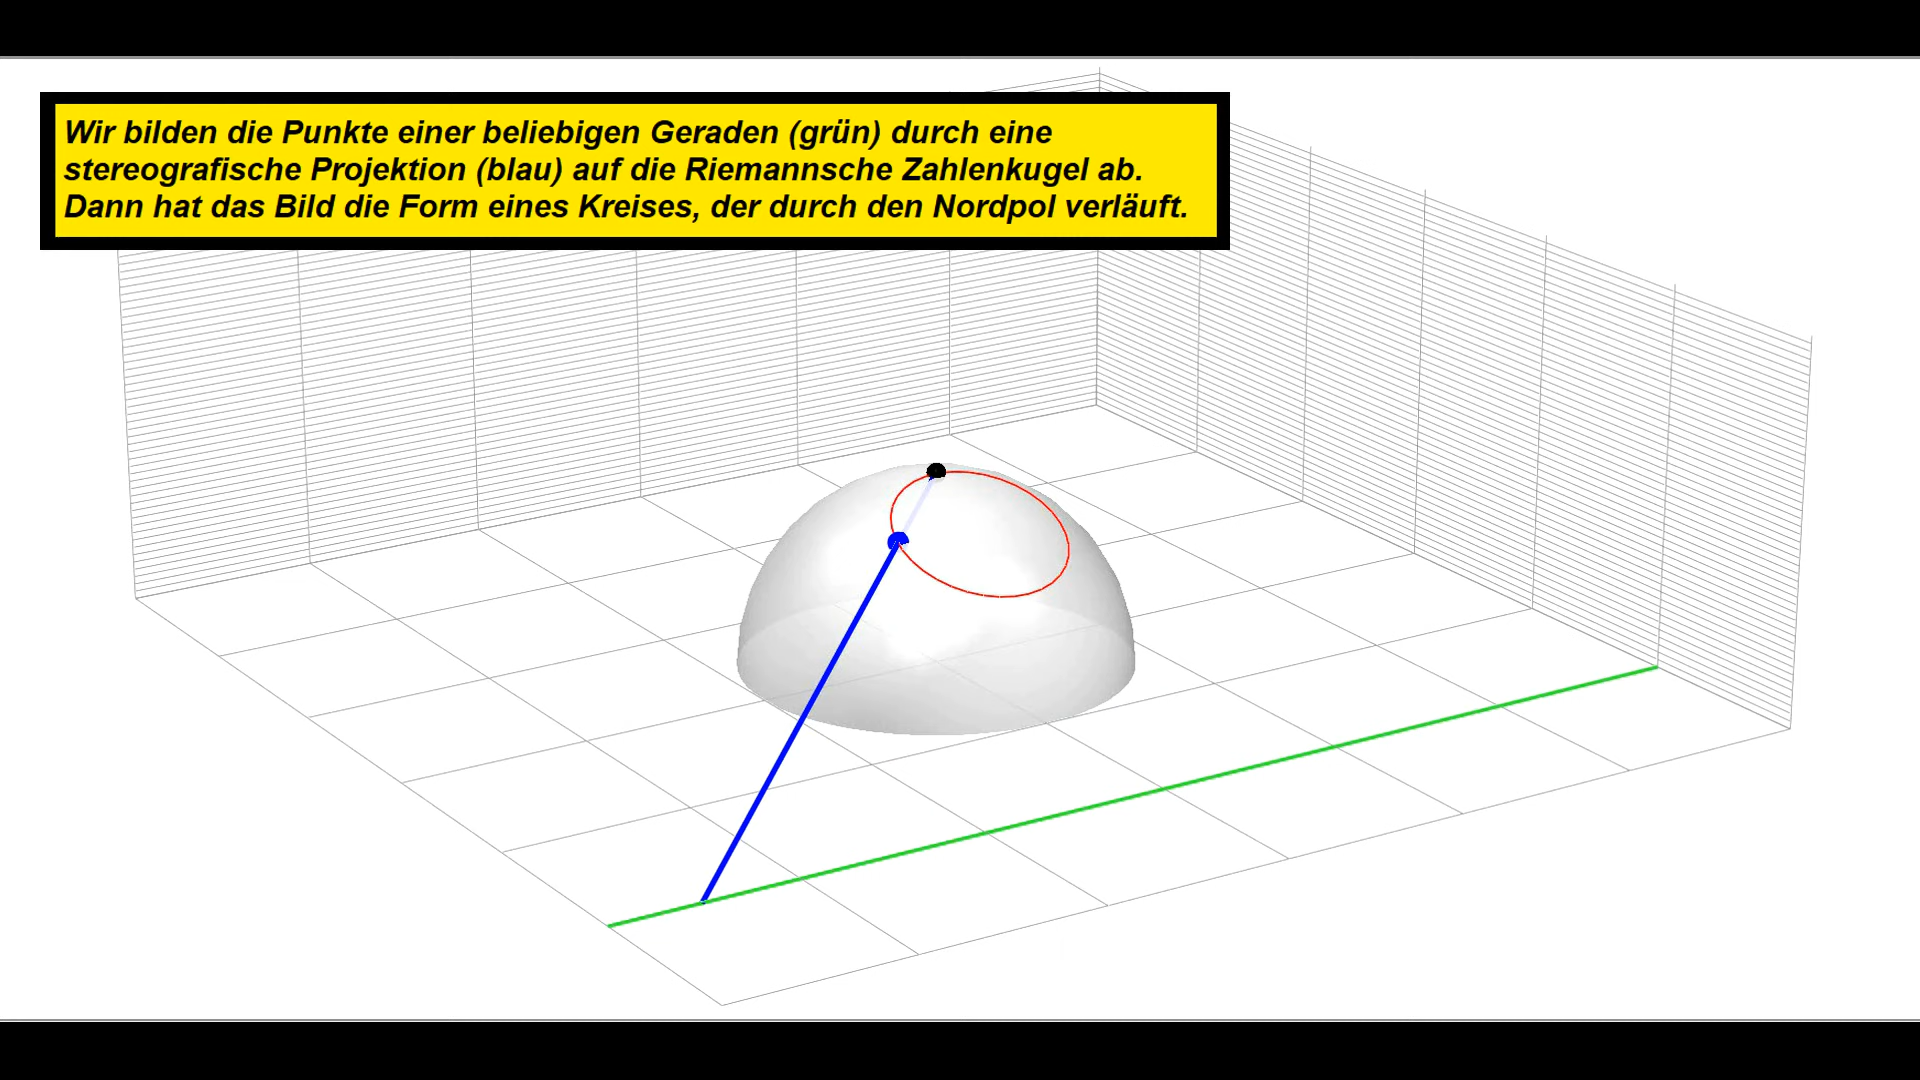 Wir bilden die Punkte einer beliebigen Geraden (grün) durch eine
stereografische Projektion (blau) auf die Riemannsche Zahlenkugel ab.
Dann hat das Bild die Form eines Kreises, der durch den Nordpol verläuft.